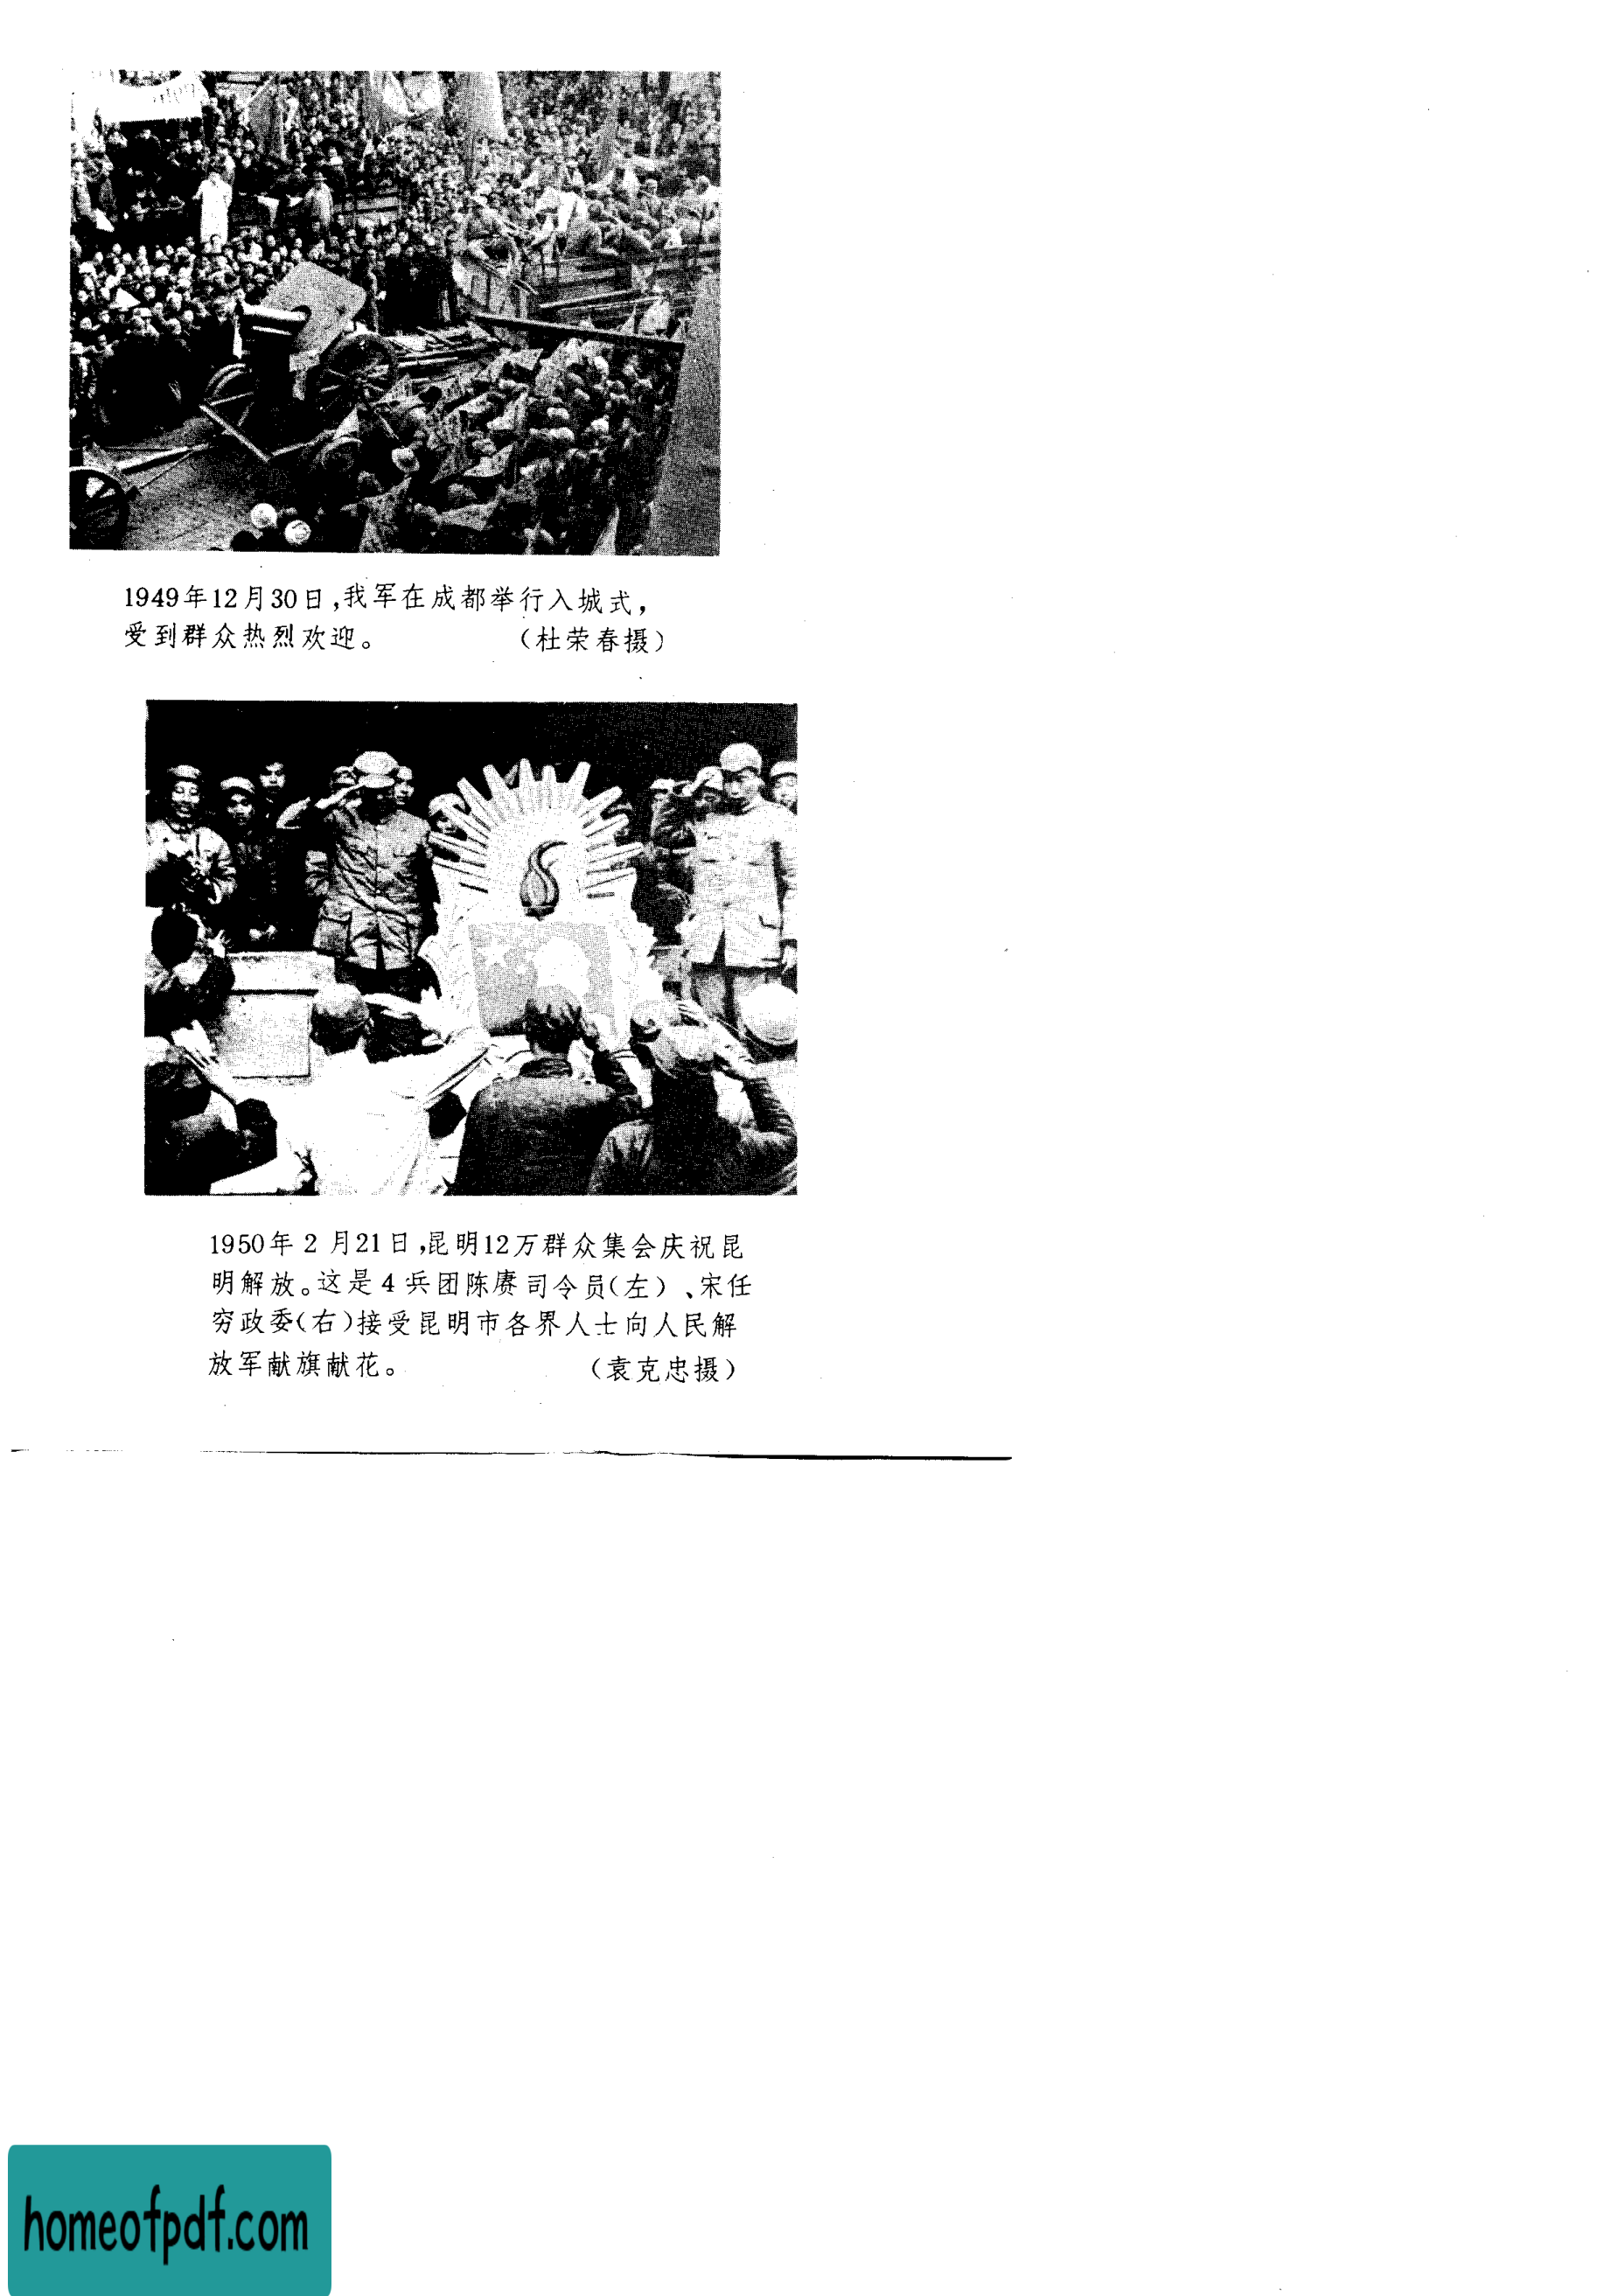 1949年12月30日,我军在成都举行入城式,
受到群众热烈欢迎。 (杜荣春摄)
1950年2月21日,昆明12万群众集会庆祝昆
明解放。这是4兵团陈赓司令员(左)、宋任
穷政委(右)接受昆明市各界人士向人民解
放军献旗献花。 (袁克忠摄)
homeofpdf.com